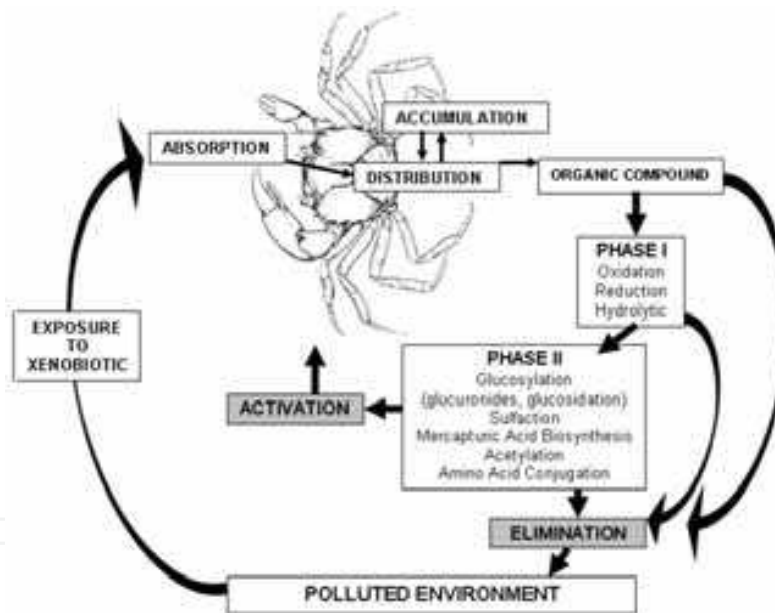 ACCUMULATION
ABSORPTION
DISTRIBUTION
ORGANIC COMPOUND
PHASE I
Oxidation
Reduction
Hydrolytic
EXPOSURE
TO
XENOBIOTIC
PHASE II
Glucosylation
(glucuronides, glucosidation)
Sulfaction
Mercapturic Acid Biosynthesis
Acetylation
Amino Acid Conjugation
ACTIVATION
ELIMINATION
POLLUTED ENVIRONMENT